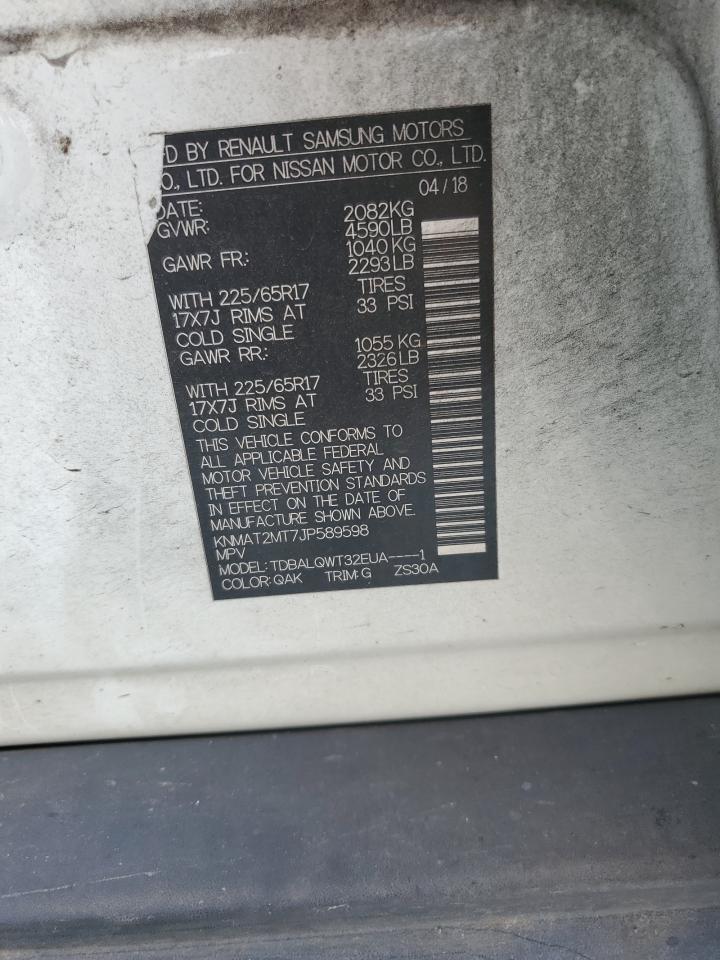 D BY RENAULT SAMSUNG MOTORS
O., LTD. FOR NISSAN MOTOR CO., LTD.
04/18
DATE: 2082KG
GVWR: 4590LB
1040KG
GAWR FR: 2293LB
TIRES
WITH 225/65R17 33 PSI
17X7J RIMS AT
COLD SINGLE 1055KG
GAWR RR: 2326LB
TIRES
WITH 225/65R17 33 PSI
17X7J RIMS AT
COLD SINGLE
THIS VEHICLE CONFORMS TO
ALL APPLICABLE FEDERAL
MOTOR VEHICLE SAFETY AND
THEFT PREVENTION STANDARDS
IN EFFECT ON THE DATE OF
MANUFACTURE SHOWN ABOVE.
KNMAT2MT7JP589598
MPV
MODEL:TDBALQWT32EUA----1
COLOR:QAK TRIM:G ZS30A